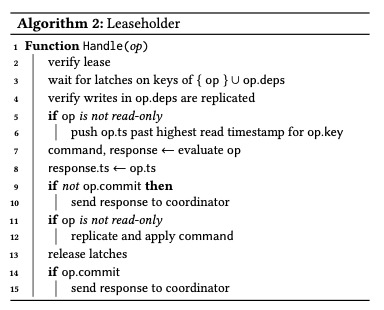 Algorithm 2: Leaseholder
1 Function Handle(op)
2 verify lease
3 wait for latches on keys of { op } ∪ op.deps
4 verify writes in op.deps are replicated
5 if op is not read-only
6 push op.ts past highest read timestamp for op.key
7 command, response ← evaluate op
8 response.ts ← op.ts
9 if not op.commit then
10 send response to coordinator
11 if op is not read-only
12 replicate and apply command
13 release latches
14 if op.commit
15 send response to coordinator